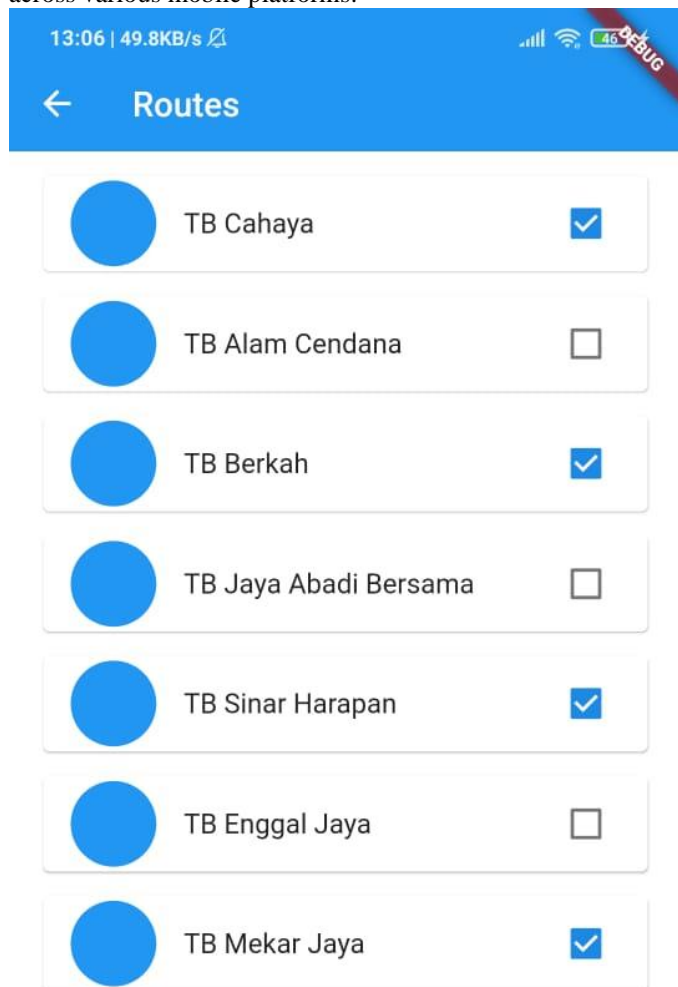 across various mobile platforms.
13:06 | 49.8KB/s
46
DEBUG
Routes
TB Cahaya
TB Alam Cendana
TB Berkah
TB Jaya Abadi Bersama
TB Sinar Harapan
TB Enggal Jaya
TB Mekar Jaya